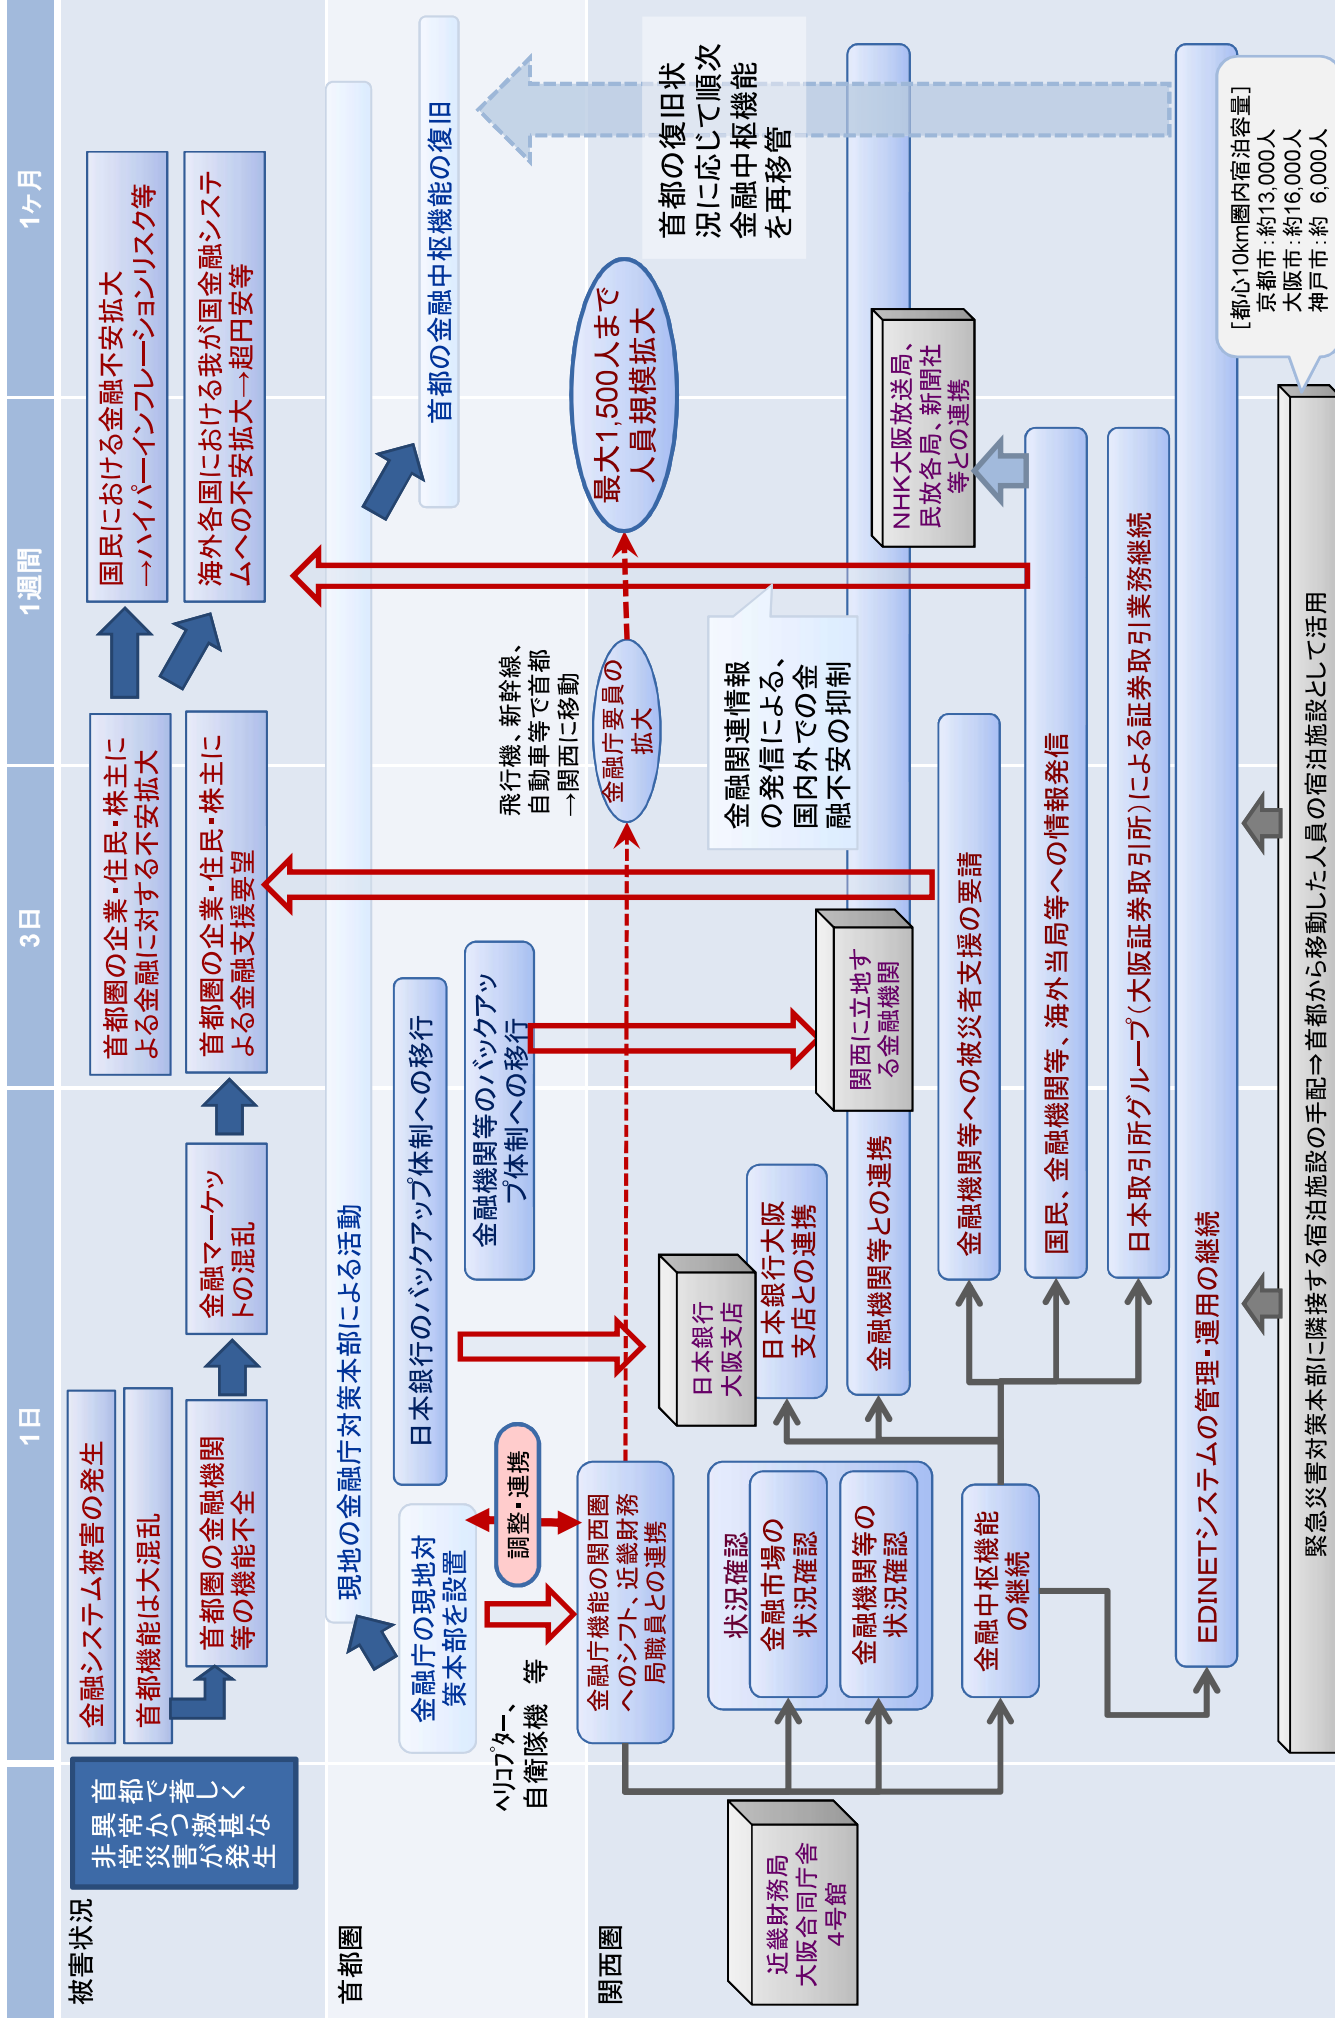 1日
3日
1週間
1ヶ月
被害状況
首都で著しく
異常かつ激甚な
非常災害が発生
金融システム被害の発生
首都機能は大混乱
首都圏の金融機関
等の機能不全
金融マーケッ
トの混乱
首都圏の企業・住民・株主に
よる金融に対する不安拡大
首都圏の企業・住民・株主に
よる金融支援要望
国民における金融不安拡大
→ハイパーインフレーションリスク等
海外各国における我が国金融システ
ムへの不安拡大→超円安等
首都圏
現地の金融庁対策本部による活動
金融庁の現地対
策本部を設置
日本銀行のバックアップ体制への移行
金融機関等のバックアッ
プ体制への移行
首都の金融中枢機能の復旧
調整・連携
ヘリコプター、
自衛隊機 等
飛行機、新幹線、
自動車等で首都
→関西に移動
関西圏
金融庁機能の関西圏
へのシフト、近畿財務
局職員との連携
金融庁要員の
拡大
最大1,500人まで
人員規模拡大
首都の復旧状
況に応じて順次
金融中枢機能
を再移管
近畿財務局
大阪合同庁舎
4号館
状況確認
金融市場の
状況確認
金融機関等の
状況確認
金融中枢機能
の継続
日本銀行
大阪支店
日本銀行大阪
支店との連携
金融機関等との連携
関西に立地す
る金融機関
金融関連情報
の発信による、
国内外での金
融不安の抑制
NHK大阪放送局、
民放各局、新聞社
等との連携
金融機関等への被災者支援の要請
国民、金融機関等、海外当局等への情報発信
日本取引所グループ(大阪証券取引所)による証券取引業務継続
EDINETシステムの管理・運用の継続
[都心10km圏内宿泊容量]
京都市:約13,000人
大阪市:約16,000人
神戸市:約 6,000人
緊急災害対策本部に隣接する宿泊施設の手配⇒首都から移動した人員の宿泊施設として活用